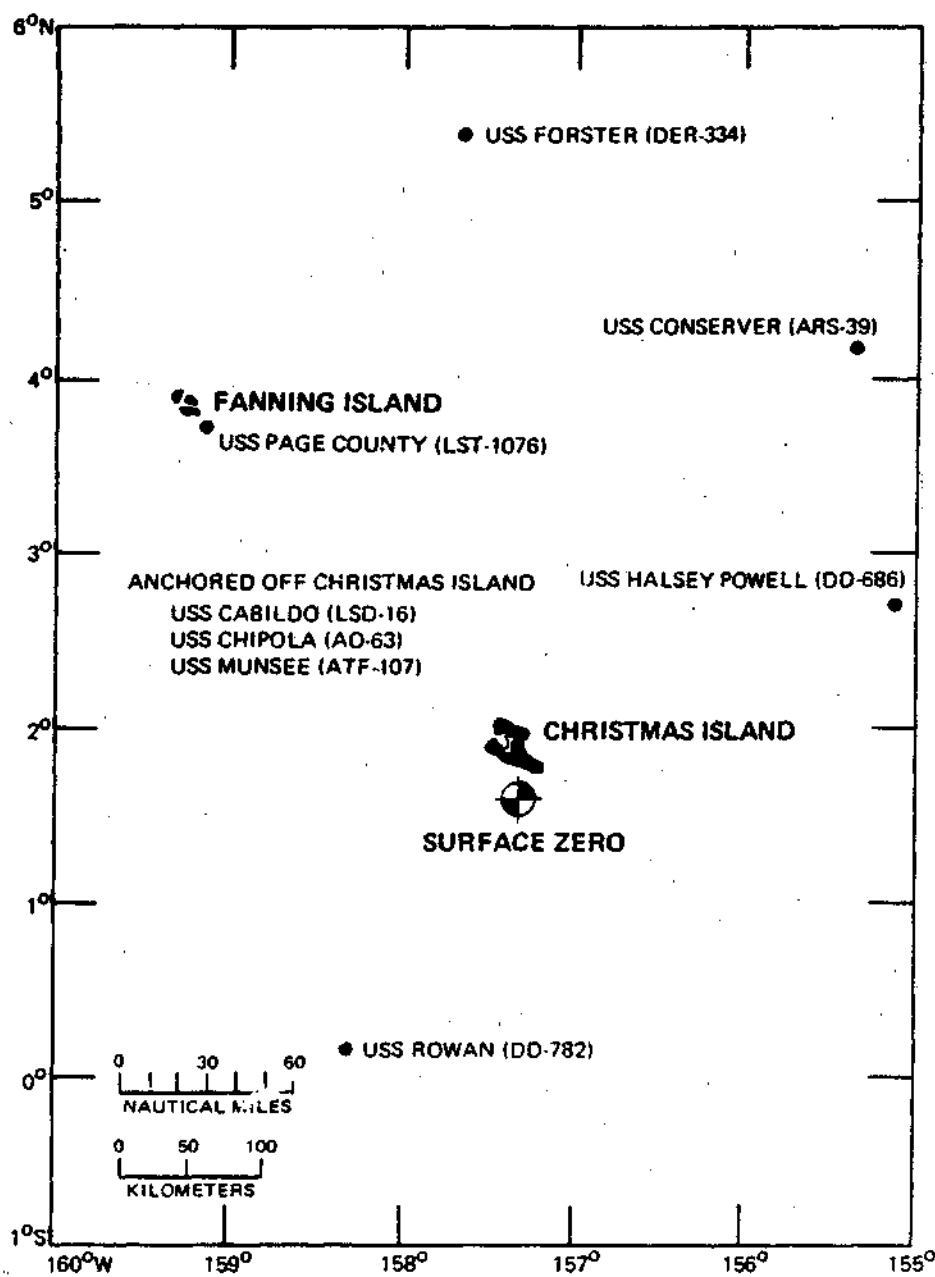 6°N
USS FORSTER (DER-334)
5°
USS CONSERVER (ARS-39)
4°
FANNING ISLAND
USS PAGE COUNTY (LST-1076)
3°
ANCHORED OFF CHRISTMAS ISLAND
USS HALSEY POWELL (DD-686)
USS CABILDO (LSD-16)
USS CHIPOLA (AO-63)
USS MUNSEE (ATF-107)
2°
CHRISTMAS ISLAND
SURFACE ZERO
1°
USS ROWAN (DD-782)
0 30 60
0°
NAUTICAL MILES
0 50 100
KILOMETERS
1°S
160°W 159° 158° 157° 156° 155°